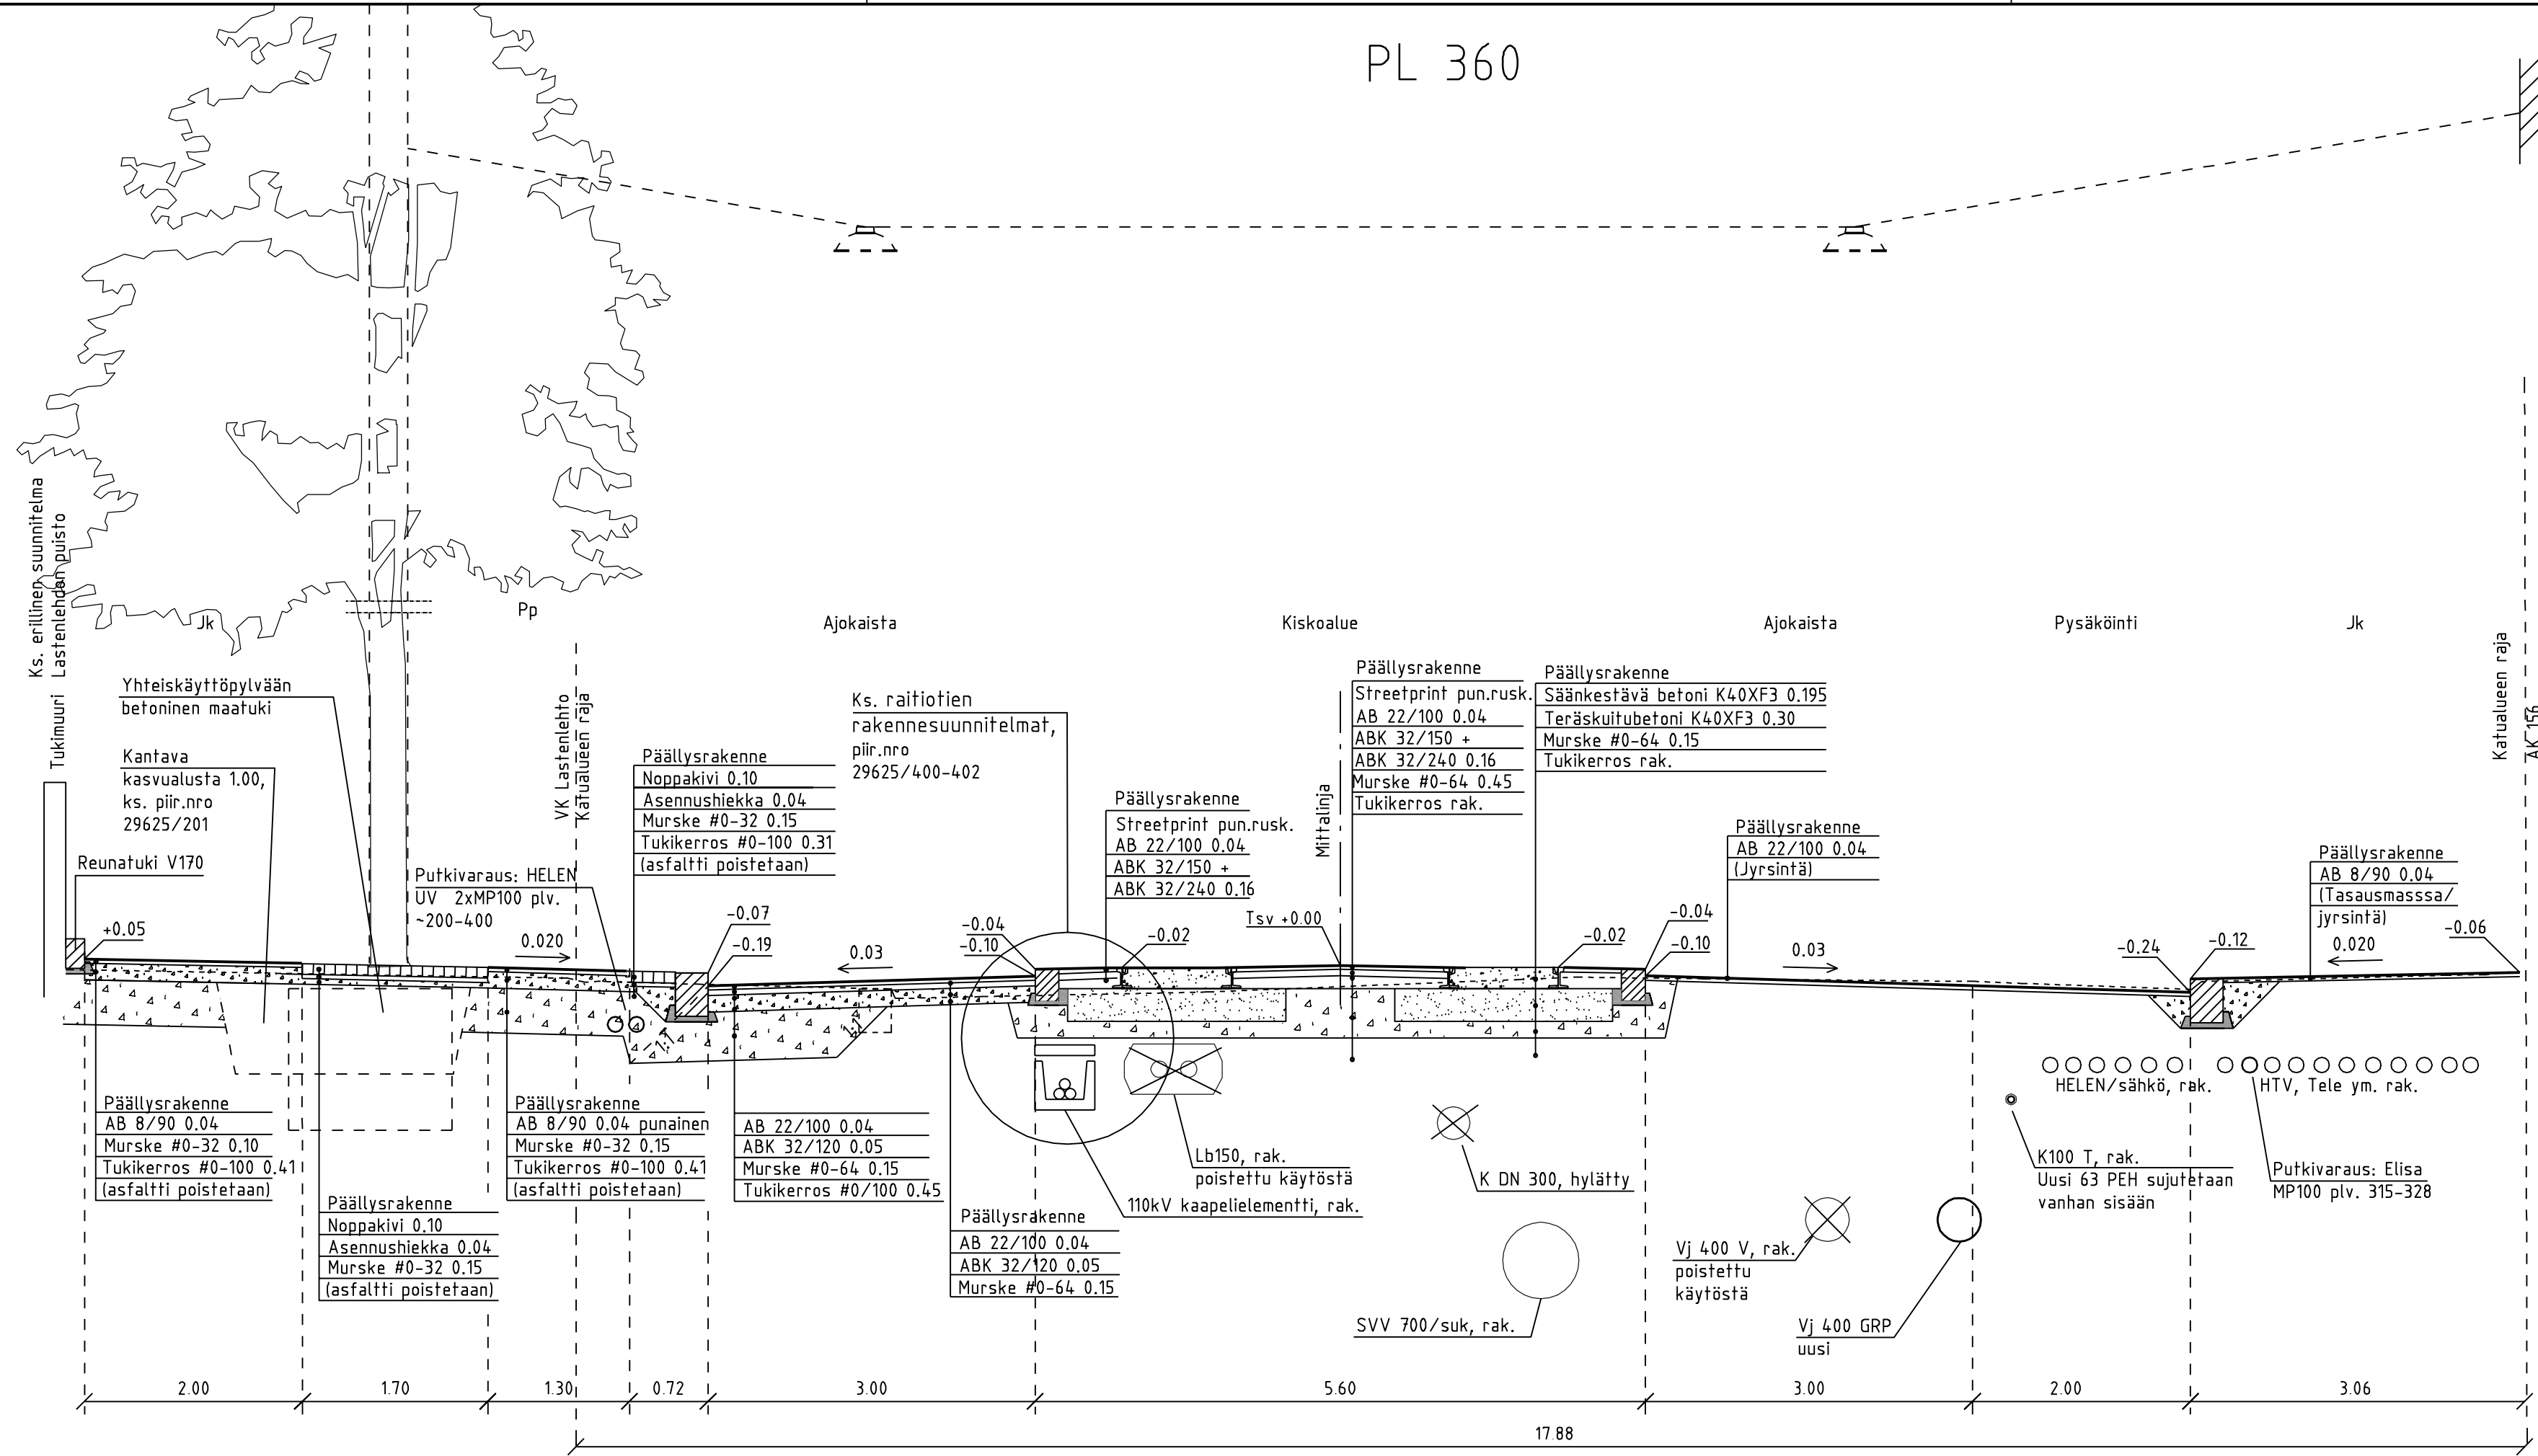 PL 360
Ks. erillinen suunnitelma
Lastenlehdon puisto
Tukimuuri
Jk
Pp
Ajokaista
Kiskoalue
Ajokaista
Pysäköinti
Jk
Katualueen raja
AK 156
Yhteiskäyttöpylvään
betoninen maatuki
Kantava
kasvualusta 1.00,
ks. piir.nro
29625/201
Reunatuki V170
+0.05
Putkivaraus: HELEN
UV 2xMP100 plv.
~200-400
0.020
VK Lastenlehto
Katualueen raja
Päällysrakenne
Noppakivi 0.10
Asennushiekka 0.04
Murske #0-32 0.15
Tukikerros #0-100 0.31
(asfaltti poistetaan)
-0.07
-0.19
0.03
Ks. raitiotien
rakennesuunnitelmat,
piir.nro
29625/400-402
-0.04
-0.10
Päällysrakenne
Streetprint pun.rusk.
AB 22/100 0.04
ABK 32/150 +
ABK 32/240 0.16
-0.02
Tsv +0.00
Mittalinja
Päällysrakenne
Streetprint pun.rusk.
AB 22/100 0.04
ABK 32/150 +
ABK 32/240 0.16
Murske #0-64 0.45
Tukikerros rak.
Päällysrakenne
Säänkestävä betoni K40XF3 0.195
Teräskuitubetoni K40XF3 0.30
Murske #0-64 0.15
Tukikerros rak.
-0.02
-0.04
-0.10
Päällysrakenne
AB 22/100 0.04
(Jyrsintä)
0.03
-0.24
-0.12
Päällysrakenne
AB 8/90 0.04
(Tasausmasssa/
jyrsintä)
0.020
-0.06
Päällysrakenne
AB 8/90 0.04
Murske #0-32 0.10
Tukikerros #0-100 0.41
(asfaltti poistetaan)
Päällysrakenne
Noppakivi 0.10
Asennushiekka 0.04
Murske #0-32 0.15
(asfaltti poistetaan)
Päällysrakenne
AB 8/90 0.04 punainen
Murske #0-32 0.15
Tukikerros #0-100 0.41
(asfaltti poistetaan)
AB 22/100 0.04
ABK 32/120 0.05
Murske #0-64 0.15
Tukikerros #0/100 0.45
Päällysrakenne
AB 22/100 0.04
ABK 32/120 0.05
Murske #0-64 0.15
Lb150, rak.
poistettu käytöstä
110kV kaapelielementti, rak.
K DN 300, hylätty
SVV 700/suk, rak.
Vj 400 V, rak.
poistettu
käytöstä
Vj 400 GRP
uusi
HELEN/sähkö, rak.
HTV, Tele ym. rak.
K100 T, rak.
Uusi 63 PEH sujutetaan
vanhan sisään
Putkivaraus: Elisa
MP100 plv. 315-328
2.00
1.70
1.30
0.72
3.00
5.60
3.00
2.00
3.06
17.88